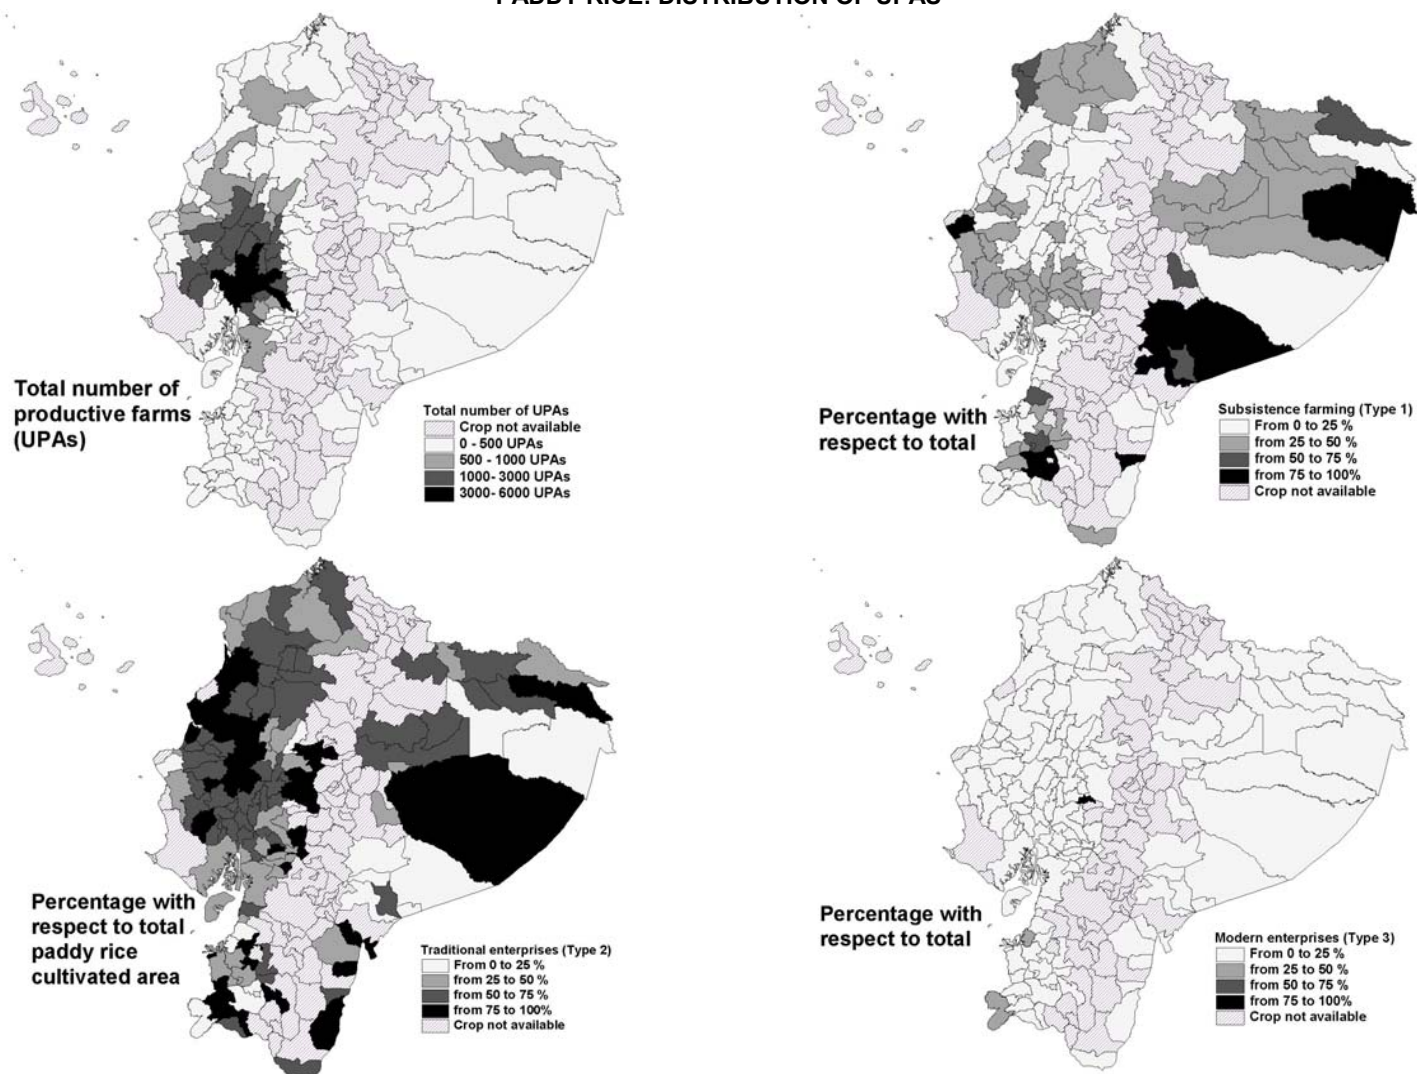 PADDY RICE: DISTRIBUTION OF UPAS
Total number of
productive farms
(UPAs)
Total number of UPAs
Crop not available
0 - 500 UPAs
500 - 1000 UPAs
1000- 3000 UPAs
3000- 6000 UPAs
Percentage with
respect to total
Subsistence farming (Type 1)
From 0 to 25 %
from 25 to 50 %
from 50 to 75 %
from 75 to 100%
Crop not available
Percentage with
respect to total
paddy rice
cultivated area
Traditional enterprises (Type 2)
From 0 to 25 %
from 25 to 50 %
from 50 to 75 %
from 75 to 100%
Crop not available
Percentage with
respect to total
Modern enterprises (Type 3)
From 0 to 25 %
from 25 to 50 %
from 50 to 75 %
from 75 to 100%
Crop not available